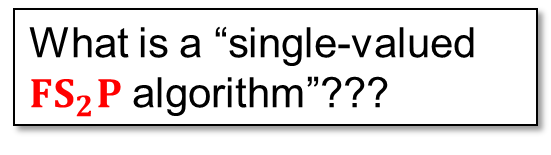 What is a “single-valued
FS₂P algorithm”???